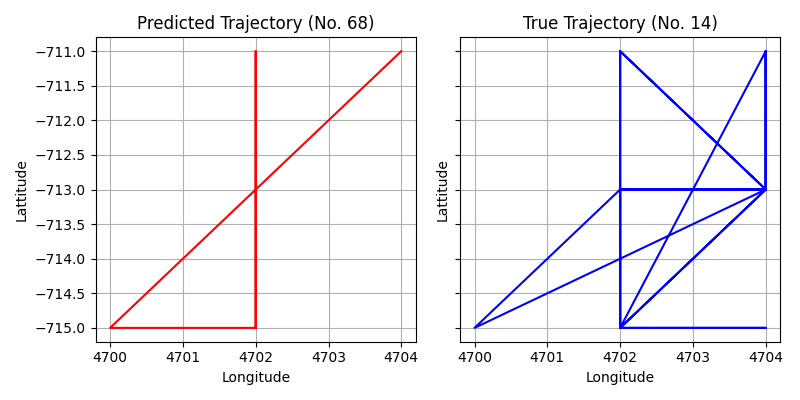 Predicted Trajectory (No. 68)
True Trajectory (No. 14)
−711.0
−711.5
−712.0
−712.5
−713.0
−713.5
−714.0
−714.5
−715.0
Lattitude
Lattitude
4700 4701 4702 4703 4704
4700 4701 4702 4703 4704
Longitude
Longitude